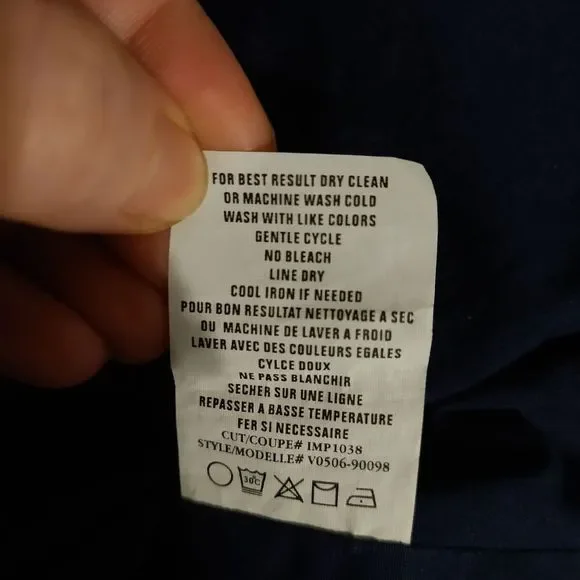 FOR BEST RESULT DRY CLEAN
OR MACHINE WASH COLD
WASH WITH LIKE COLORS
GENTLE CYCLE
NO BLEACH
LINE DRY
COOL IRON IF NEEDED
POUR BON RESULTAT NETTOYAGE A SEC
OU MACHINE DE LAVER A FROID
LAVER AVEC DES COULEURS EGALES
CYLCE DOUX
NE PASS BLANCHIR
SECHER SUR UNE LIGNE
REPASSER A BASSE TEMPERATURE
FER SI NECESSAIRE
CUT/COUPE# IMP1038
STYLE/MODELLE# V0506-90098
30C